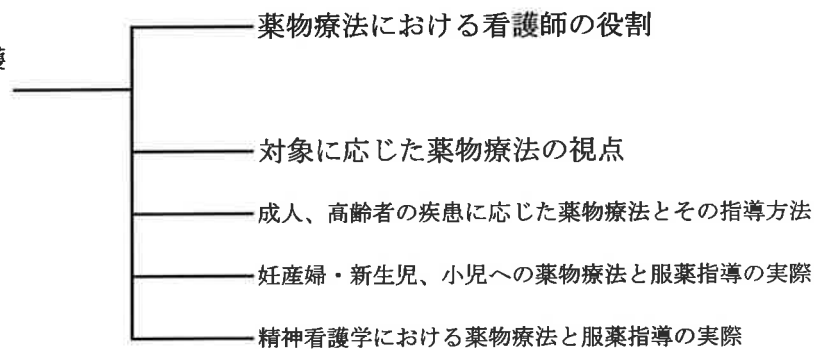 薬物療法における看護師の役割
対象に応じた薬物療法の視点
成人、高齢者の疾患に応じた薬物療法とその指導方法
妊産婦・新生児、小児への薬物療法と服薬指導の実際
精神看護学における薬物療法と服薬指導の実際